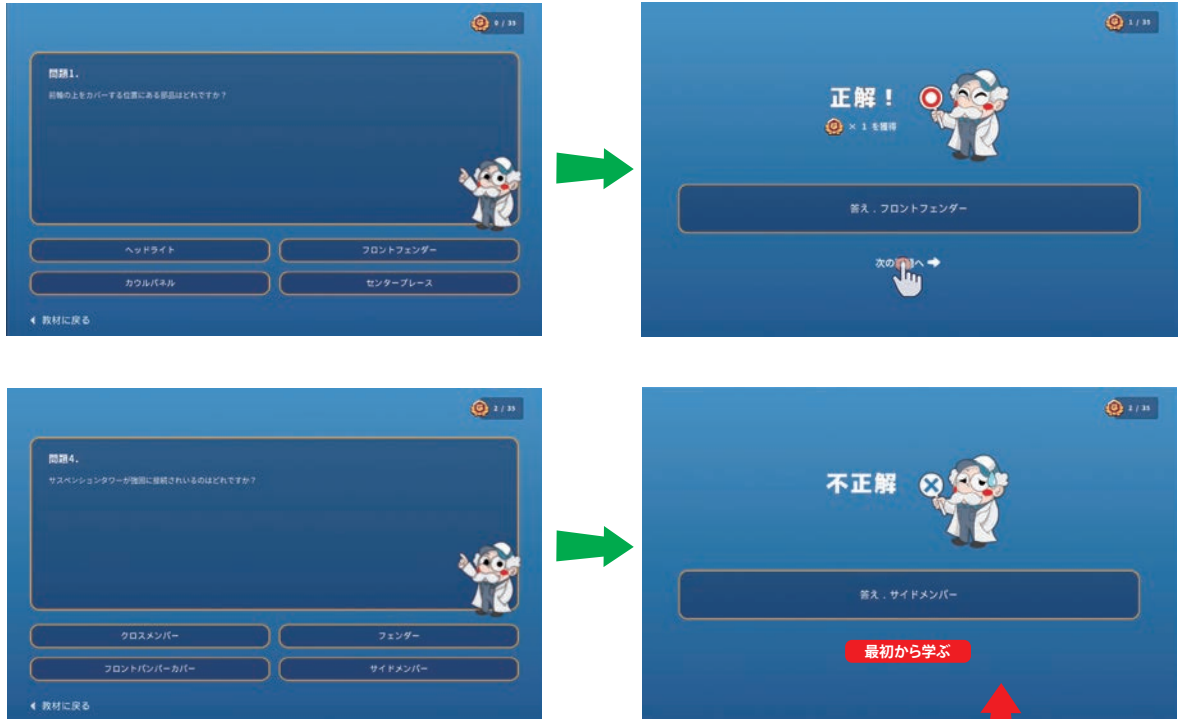 0 / 35
問題1.
前輪の上をカバーする位置にある部品はどれですか?
ヘッドライト
フロントフェンダー
カウルパネル
センターブレース
教材に戻る
1 / 35
正解!
× 1 を獲得
答え . フロントフェンダー
次の へ
2 / 35
問題4.
サスペンションタワーが強固に接続されいるのはどれですか?
クロスメンバー
フェンダー
フロントバンパーカバー
サイドメンバー
教材に戻る
2 / 35
不正解
答え . サイドメンバー
最初から学ぶ